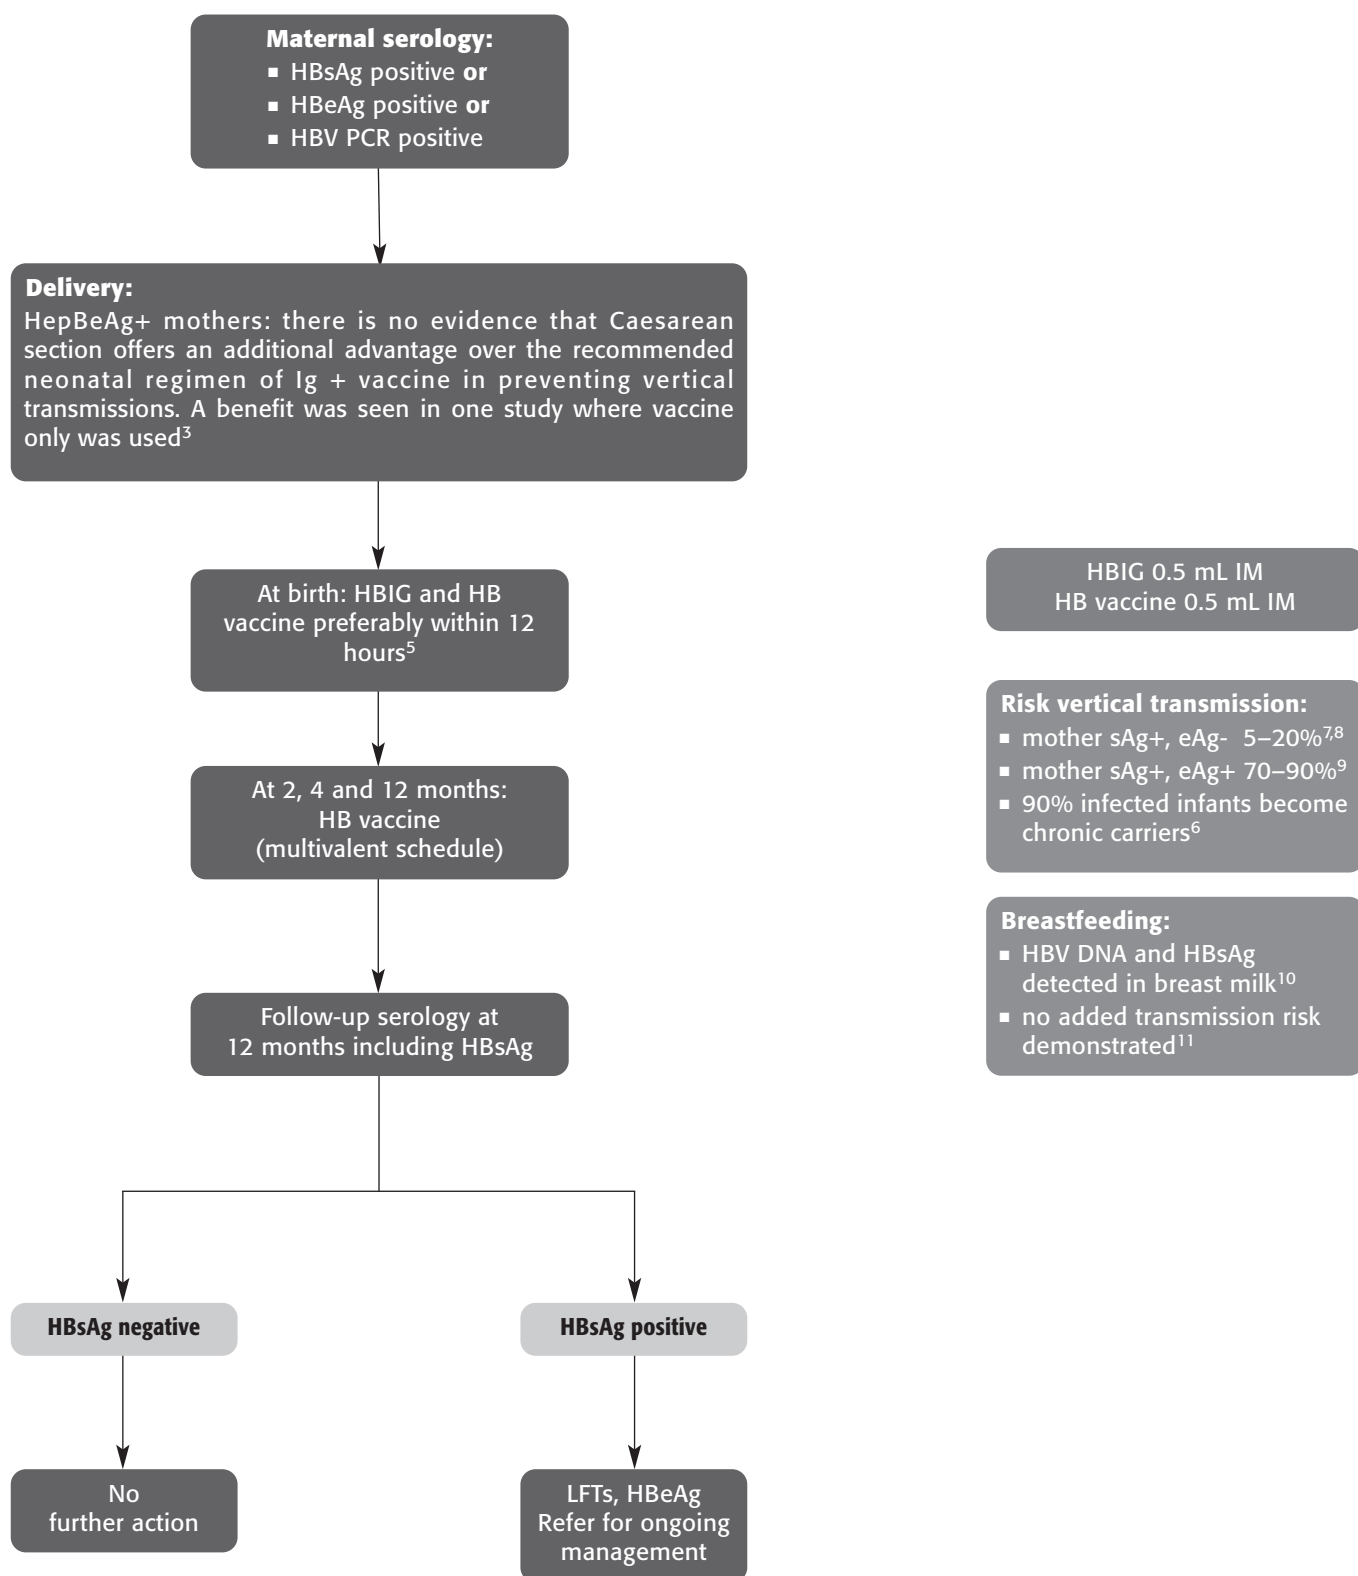 Maternal serology:
▪ HBsAg positive or
▪ HBeAg positive or
▪ HBV PCR positive
Delivery:
HepBeAg+ mothers: there is no evidence that Caesarean
section offers an additional advantage over the recommended
neonatal regimen of Ig + vaccine in preventing vertical
transmissions. A benefit was seen in one study where vaccine
only was used³
At birth: HBIG and HB
vaccine preferably within 12
hours⁵
At 2, 4 and 12 months:
HB vaccine
(multivalent schedule)
Follow-up serology at
12 months including HBsAg
HBsAg negative
HBsAg positive
No
further action
LFTs, HBeAg
Refer for ongoing
management
HBIG 0.5 mL IM
HB vaccine 0.5 mL IM
Risk vertical transmission:
▪ mother sAg+, eAg- 5–20%⁷,⁸
▪ mother sAg+, eAg+ 70–90%⁹
▪ 90% infected infants become
chronic carriers⁶
Breastfeeding:
▪ HBV DNA and HBsAg
detected in breast milk¹⁰
▪ no added transmission risk
demonstrated¹¹